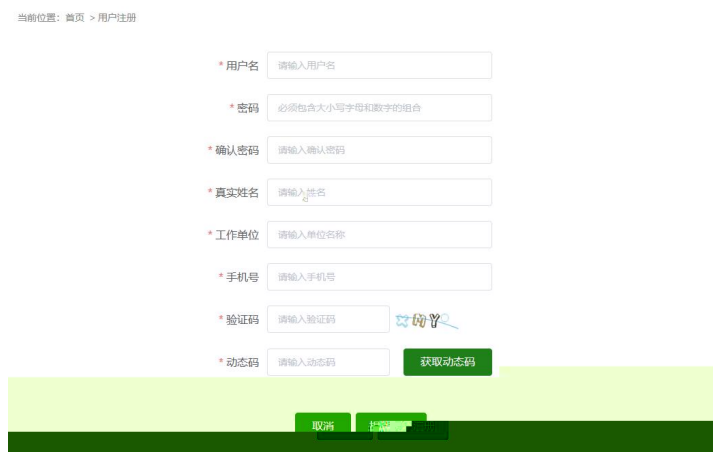 当前位置：首页 >用户注册
* 用户名 请输入用户名
* 密码 必须包含大小写字母和数字的组合
* 确认密码 请输入确认密码
* 真实姓名 请输入姓名
* 工作单位 请输入单位名称
* 手机号 请输入手机号
* 验证码 请输入验证码
* 动态码 请输入动态码 获取动态码
取消